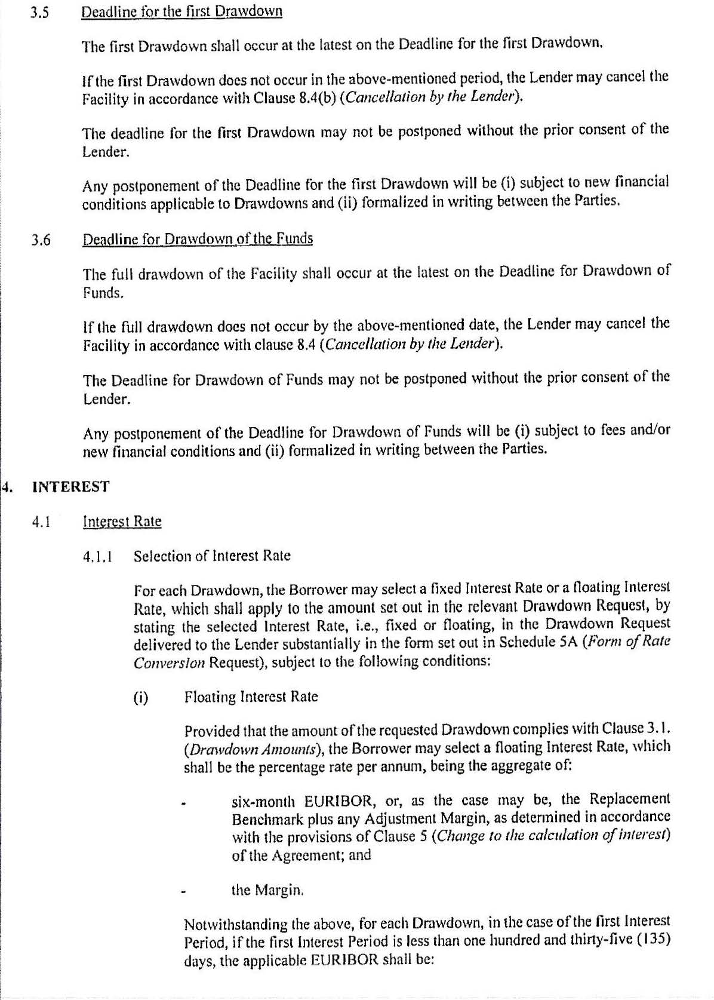 3.5 Deadline for the first Drawdown
The first Drawdown shall occur at the latest on the Deadline for the first Drawdown.
If the first Drawdown does not occur in the above-mentioned period, the Lender may cancel the
Facility in accordance with Clause 8.4(b) (Cancellation by the Lender).
The deadline for the first Drawdown may not be postponed without the prior consent of the
Lender.
Any postponement of the Deadline for the first Drawdown will be (i) subject to new financial
conditions applicable to Drawdowns and (ii) formalized in writing between the Parties.
3.6 Deadline for Drawdown of the Funds
The full drawdown of the Facility shall occur at the latest on the Deadline for Drawdown of
Funds.
If the full drawdown does not occur by the above-mentioned date, the Lender may cancel the
Facility in accordance with clause 8.4 (Cancellation by the Lender).
The Deadline for Drawdown of Funds may not be postponed without the prior consent of the
Lender.
Any postponement of the Deadline for Drawdown of Funds will be (i) subject to fees and/or
new financial conditions and (ii) formalized in writing between the Parties.
4. INTEREST
4.1 Interest Rate
4.1.1 Selection of Interest Rate
For each Drawdown, the Borrower may select a fixed Interest Rate or a floating Interest
Rate, which shall apply to the amount set out in the relevant Drawdown Request, by
stating the selected Interest Rate, i.e., fixed or floating, in the Drawdown Request
delivered to the Lender substantially in the form set out in Schedule 5A (Form of Rate
Conversion Request), subject to the following conditions:
(i) Floating Interest Rate
Provided that the amount of the requested Drawdown complies with Clause 3.1.
(Drawdown Amounts), the Borrower may select a floating Interest Rate, which
shall be the percentage rate per annum, being the aggregate of:
- six-month EURIBOR, or, as the case may be, the Replacement
Benchmark plus any Adjustment Margin, as determined in accordance
with the provisions of Clause 5 (Change to the calculation of interest)
of the Agreement; and
- the Margin.
Notwithstanding the above, for each Drawdown, in the case of the first Interest
Period, if the first Interest Period is less than one hundred and thirty-five (135)
days, the applicable EURIBOR shall be: